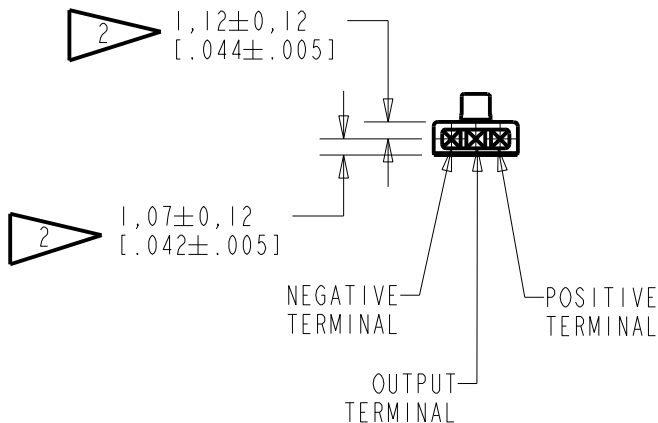 2
1,12±0,12
[.044±.005]
2
1,07±0,12
[.042±.005]
NEGATIVE
TERMINAL
POSITIVE
TERMINAL
OUTPUT
TERMINAL